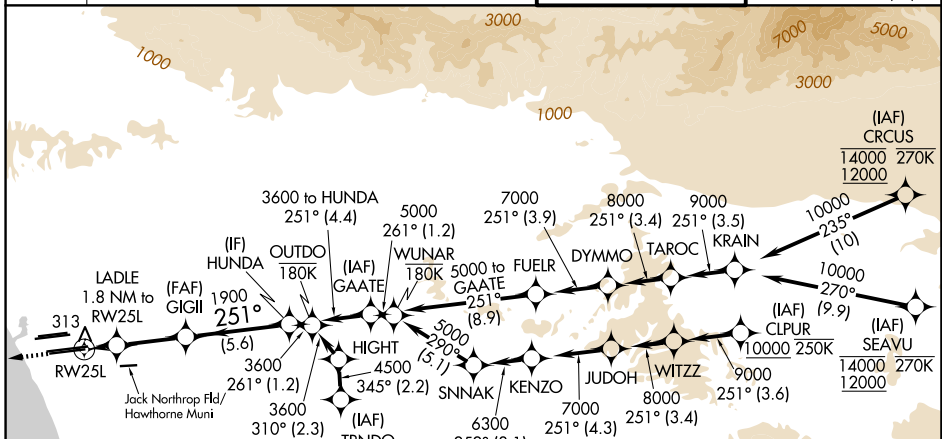 3000
7000
5000
1000
3000
1000
(IAF)
CRCUS
14000 270K
12000
3600 to HUNDA
251° (4.4)
5000
261° (1.2)
7000
251° (3.9)
8000
251° (3.4)
9000
251° (3.5)
10000
235°
(10)
(IF)
HUNDA
OUTDO
180K
(IAF)
GAATE
WUNAR
180K
5000 to
GAATE
251°
(8.9)
FUELR
DYMMO
TAROC
KRAIN
10000
270°
(9.9)
LADLE
1.8 NM to
RW25L
(FAF)
GIGII
1900
251°
(5.6)
313
RW25L
Jack Northrop Fld/
Hawthorne Muni
3600
261° (1.2)
3600
310° (2.3)
HIGHT
4500
345° (2.2)
(IAF)
5000
290°
(5.1)
SNNAK
KENZO
JUDOH
WITZZ
(IAF)
CLPUR
10000 250K
(IAF)
SEAVU
14000 270K
12000
6300
7000
251° (4.3)
8000
251° (3.4)
9000
251° (3.6)